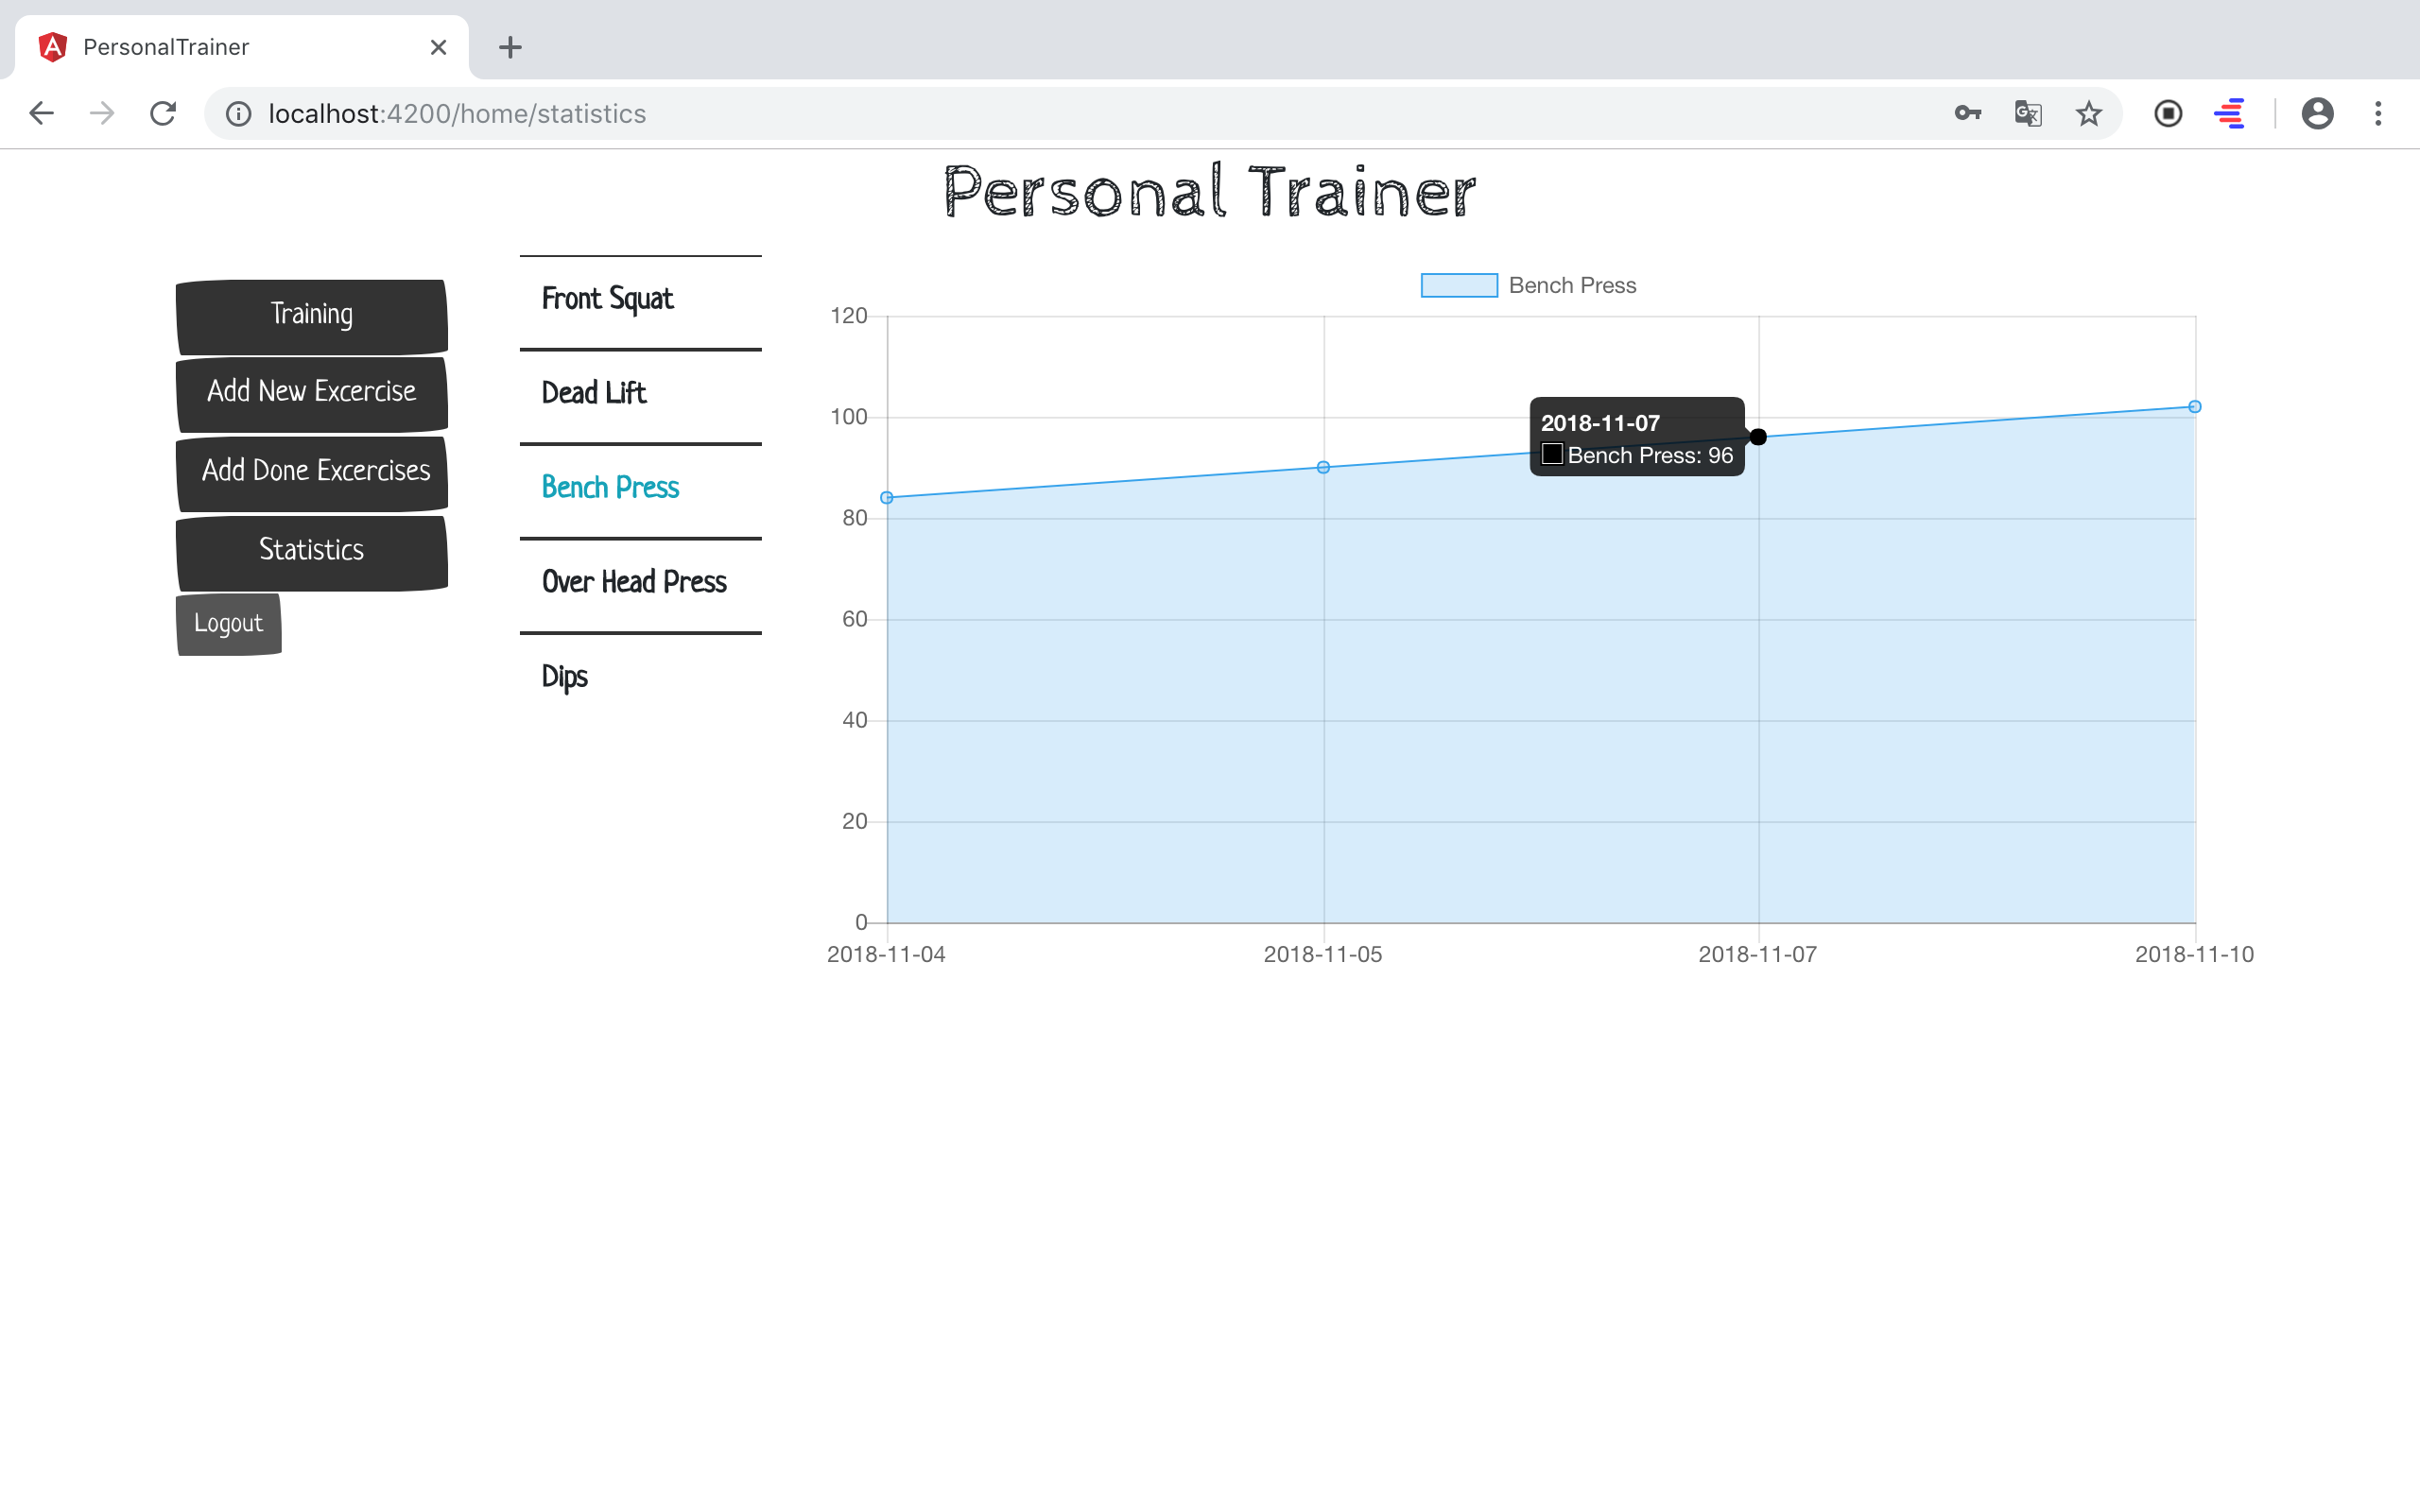 PersonalTrainer
localhost:4200/home/statistics
Personal Trainer
Training
Add New Excercise
Add Done Excercises
Statistics
Logout
Front Squat
Dead Lift
Bench Press
Over Head Press
Dips
Bench Press
120
100
80
60
40
20
0
2018-11-07
Bench Press: 96
2018-11-04 2018-11-05 2018-11-07 2018-11-10